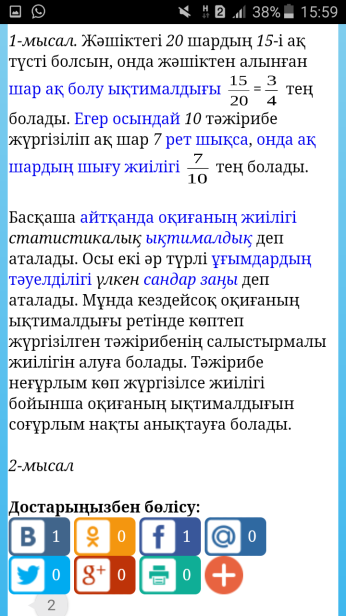 38% 15:59
1-мысал. Жәшіктегі 20 шардың 15-і ақ
түсті болсын, онда жәшіктен алынған
шар ақ болу ықтималдығы 15/20 = 3/4 тең
болады. Егер осындай 10 тәжірибе
жүргізіліп ақ шар 7 рет шықса, онда ақ
шардың шығу жиілігі 7/10 тең болады.
Басқаша айтқанда оқиғаның жиілігі
статистикалық ықтималдық деп
аталады. Осы екі әр түрлі ұғымдардың
тәуелділігі үлкен сандар заңы деп
аталады. Мұнда кездейсоқ оқиғаның
ықтималдығы ретінде көптеп
жүргізілген тәжірибенің салыстырмалы
жиілігін алуға болады. Тәжірибе
неғұрлым көп жүргізілсе жиілігі
бойынша оқиғаның ықтималдығын
соғұрлым нақты анықтауға болады.
2-мысал
Достарыңызбен бөлісу:
В 1 0 f 1 @ 0
0 g+ 0 0 +
2